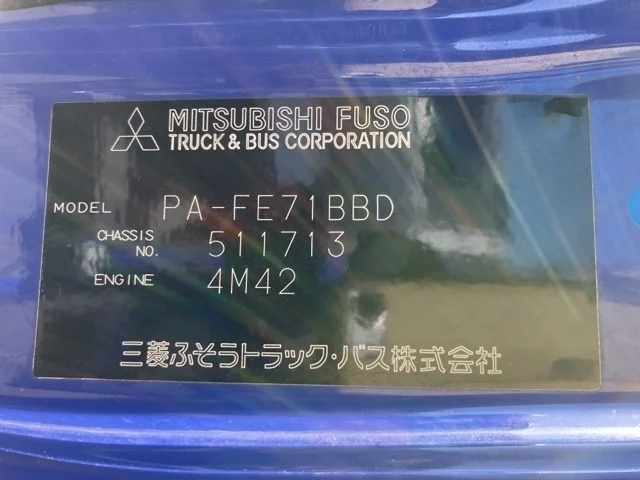 MITSUBISHI FUSO
TRUCK & BUS CORPORATION
MODEL PA-FE71BBD
CHASSIS NO. 511713
ENGINE 4M42
三菱ふそうトラック・バス株式会社